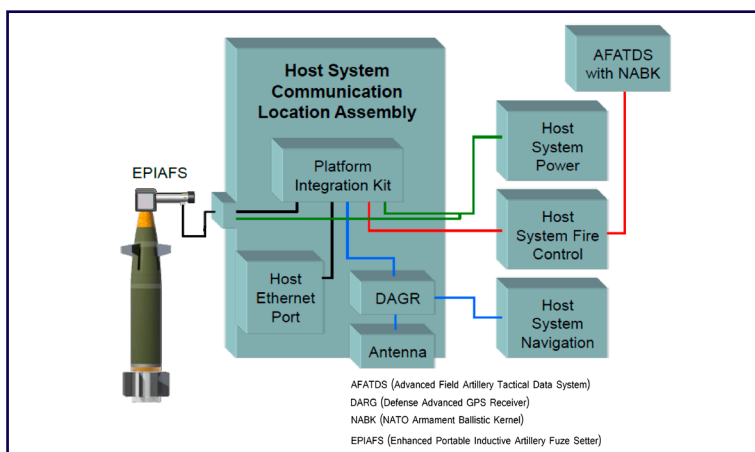 AFATDS
with NABK
Host System
Communication
Location Assembly
Host
System
Power
Platform
Integration Kit
EPIAFS
Host
System Fire
Control
Host
Ethernet
Port
DAGR
Host
System
Navigation
Antenna
AFATDS (Advanced Field Artillery Tactical Data System)
DARG (Defense Advanced GPS Receiver)
NABK (NATO Armament Ballistic Kernel)
EPIAFS (Enhanced Portable Inductive Artillery Fuze Setter)